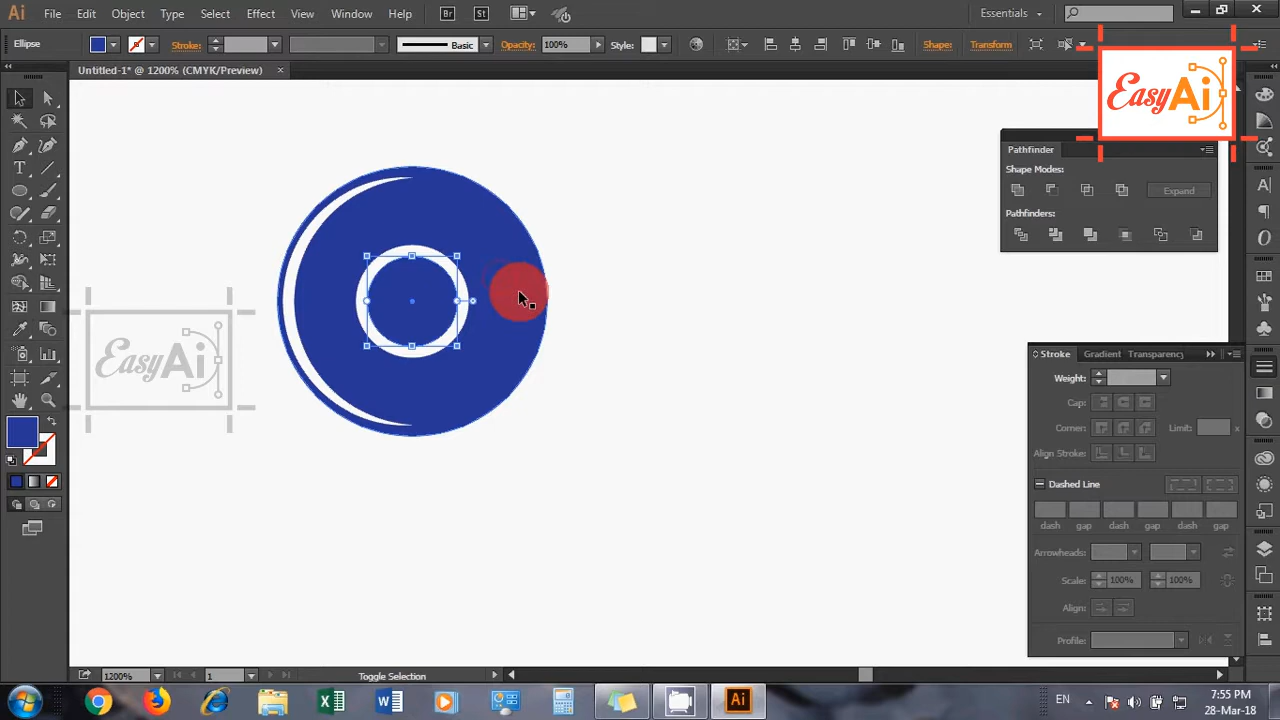 Ai File Edit Object Type Select Effect View Window Help Br St Essentials
Ellipse Stroke: Basic Opacity: 100% Style: Shape: Transform
Untitled-1* @ 1200% (CMYK/Preview) ×
EasyAi
Pathfinder
Shape Modes:
Expand
Pathfinders:
EasyAi
Stroke Gradient Transparency
Weight:
Cap:
Corner: Limit: x
Align Stroke:
Dashed Line
dash gap dash gap dash gap
Arrowheads:
Scale: 100% 100%
Align:
Profile:
1200% 1 Toggle Selection
Ai EN 7:55 PM
28-Mar-18